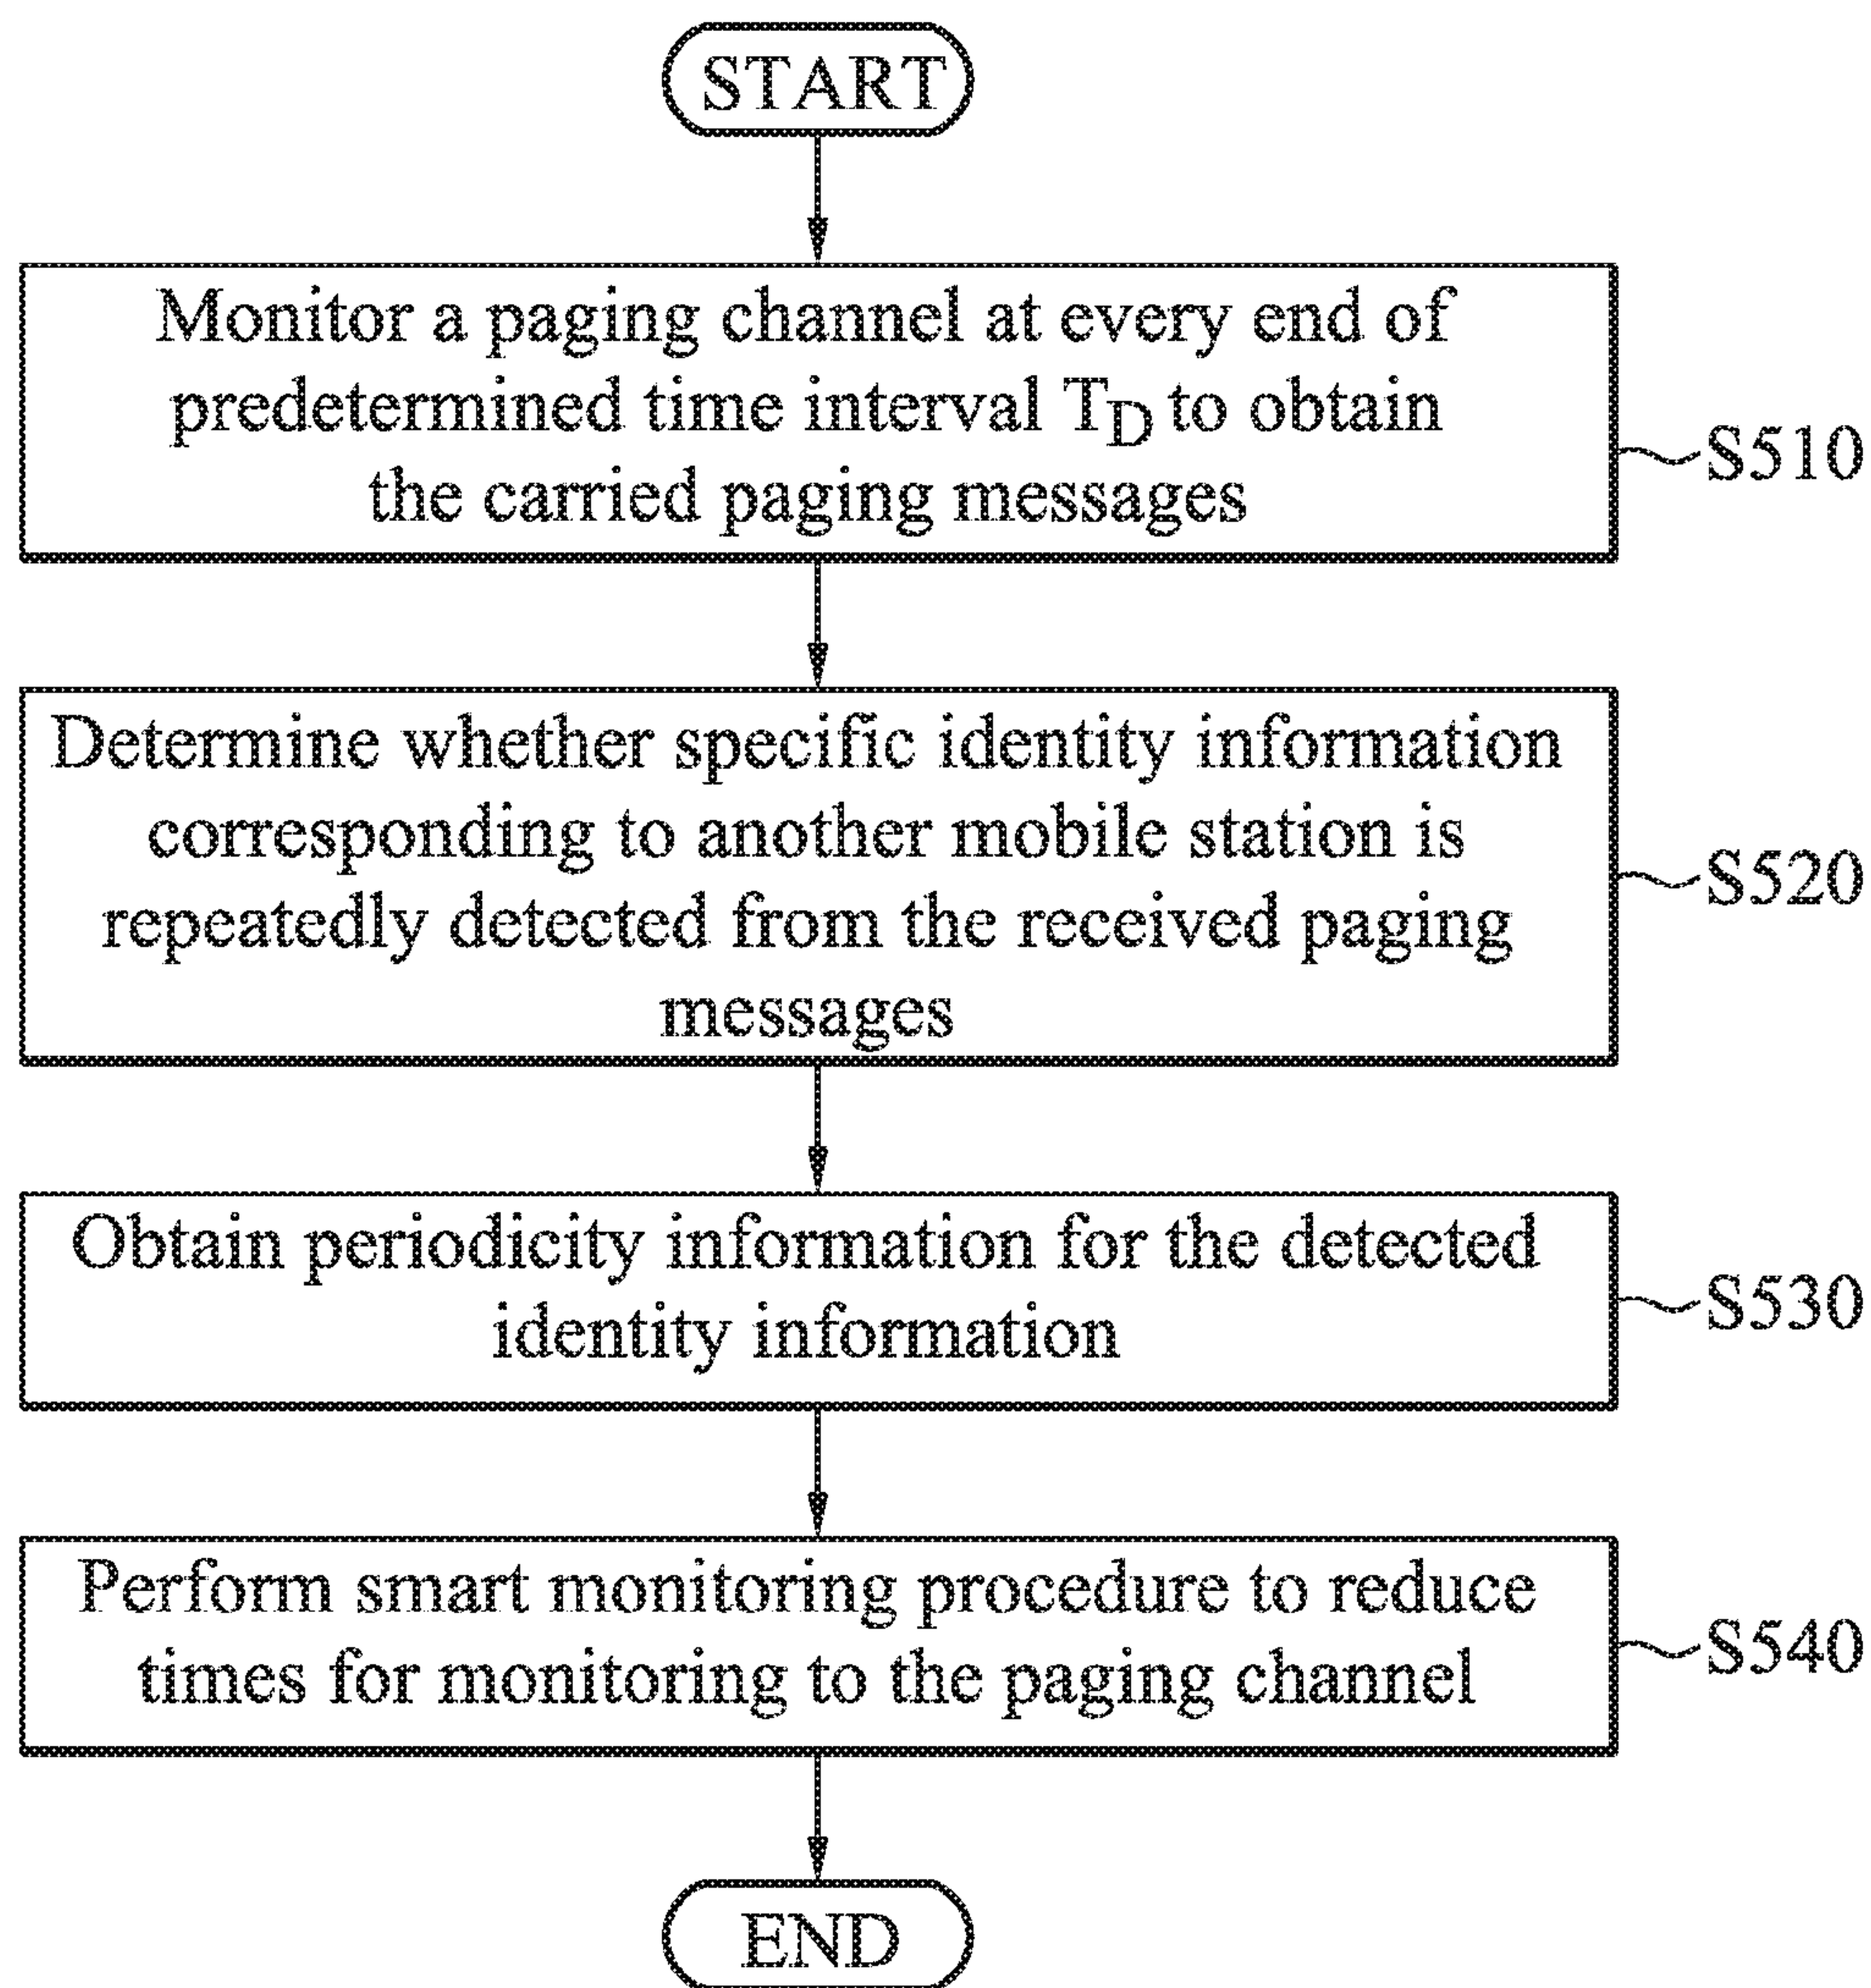 START
Monitor a paging channel at every end of
predetermined time interval TD to obtain
the carried paging messages
S510
Determine whether specific identity information
corresponding to another mobile station is
repeatedly detected from the received paging
messages
S520
Obtain periodicity information for the detected
identity information
S530
Perform smart monitoring procedure to reduce
times for monitoring to the paging channel
S540
END